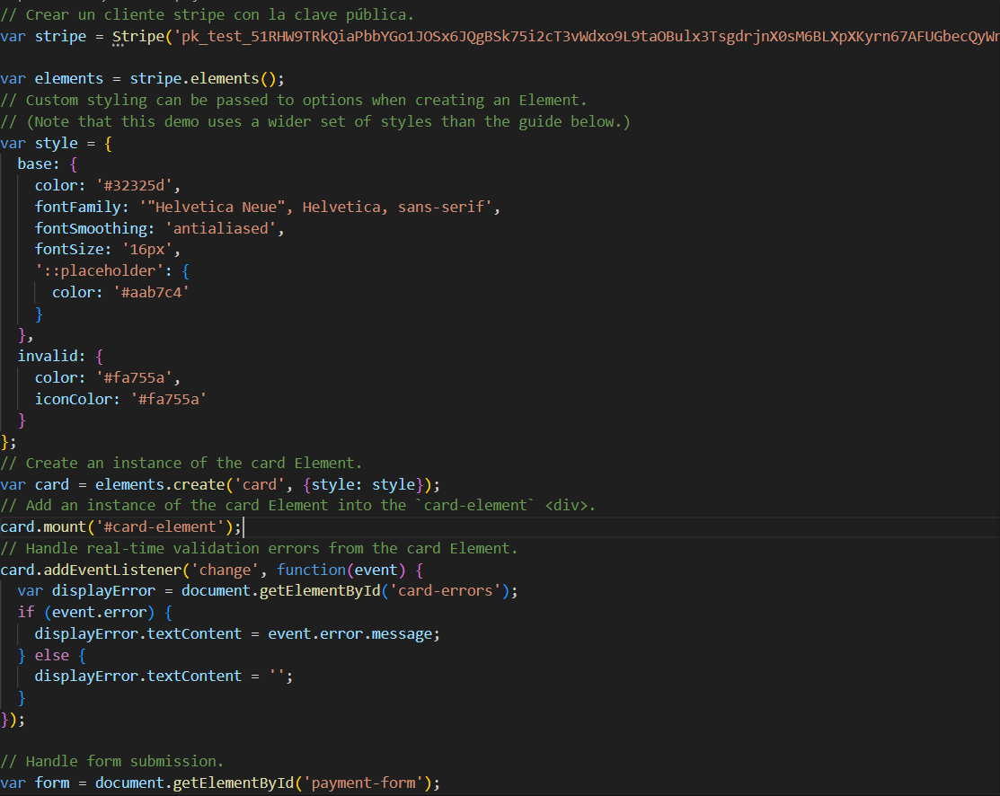 // Crear un cliente stripe con la clave pública.
var stripe = Stripe('pk_test_51RHW9TRkQiaPbbYGo1JOSx6JQgBSk75i2cT3vWdxo9L9taOBulx3TsgdrjnX0sM6BLXpXKyrn67AFUGbecQyWr
var elements = stripe.elements();
// Custom styling can be passed to options when creating an Element.
// (Note that this demo uses a wider set of styles than the guide below.)
var style = {
  base: {
    color: '#32325d',
    fontFamily: '"Helvetica Neue", Helvetica, sans-serif',
    fontSmoothing: 'antialiased',
    fontSize: '16px',
    '::placeholder': {
      color: '#aab7c4'
    }
  },
  invalid: {
    color: '#fa755a',
    iconColor: '#fa755a'
  }
};
// Create an instance of the card Element.
var card = elements.create('card', {style: style});
// Add an instance of the card Element into the `card-element` <div>.
card.mount('#card-element');
// Handle real-time validation errors from the card Element.
card.addEventListener('change', function(event) {
  var displayError = document.getElementById('card-errors');
  if (event.error) {
    displayError.textContent = event.error.message;
  } else {
    displayError.textContent = '';
  }
});
// Handle form submission.
var form = document.getElementById('payment-form');